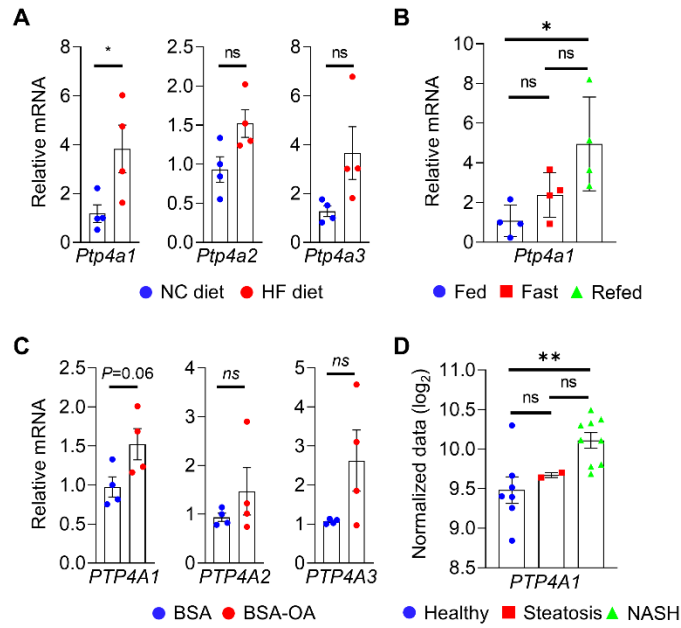 A
Relative mRNA
8
6
4
2
0
*
Ptp4a1
2.5
2.0
1.5
1.0
0.5
0.0
ns
Ptp4a2
8
6
4
2
0
ns
Ptp4a3
NC diet HF diet
B
Relative mRNA
10
8
6
4
2
0
*
ns
ns
Ptp4a1
Fed Fast Refed
C
Relative mRNA
2.5
2.0
1.5
1.0
0.5
0.0
P=0.06
PTP4A1
5
4
3
2
1
0
ns
PTP4A2
5
4
3
2
1
0
ns
PTP4A3
BSA BSA-OA
D
Normalized data (log2)
11.0
10.5
10.0
9.5
9.0
8.5
**
ns
ns
PTP4A1
Healthy Steatosis NASH